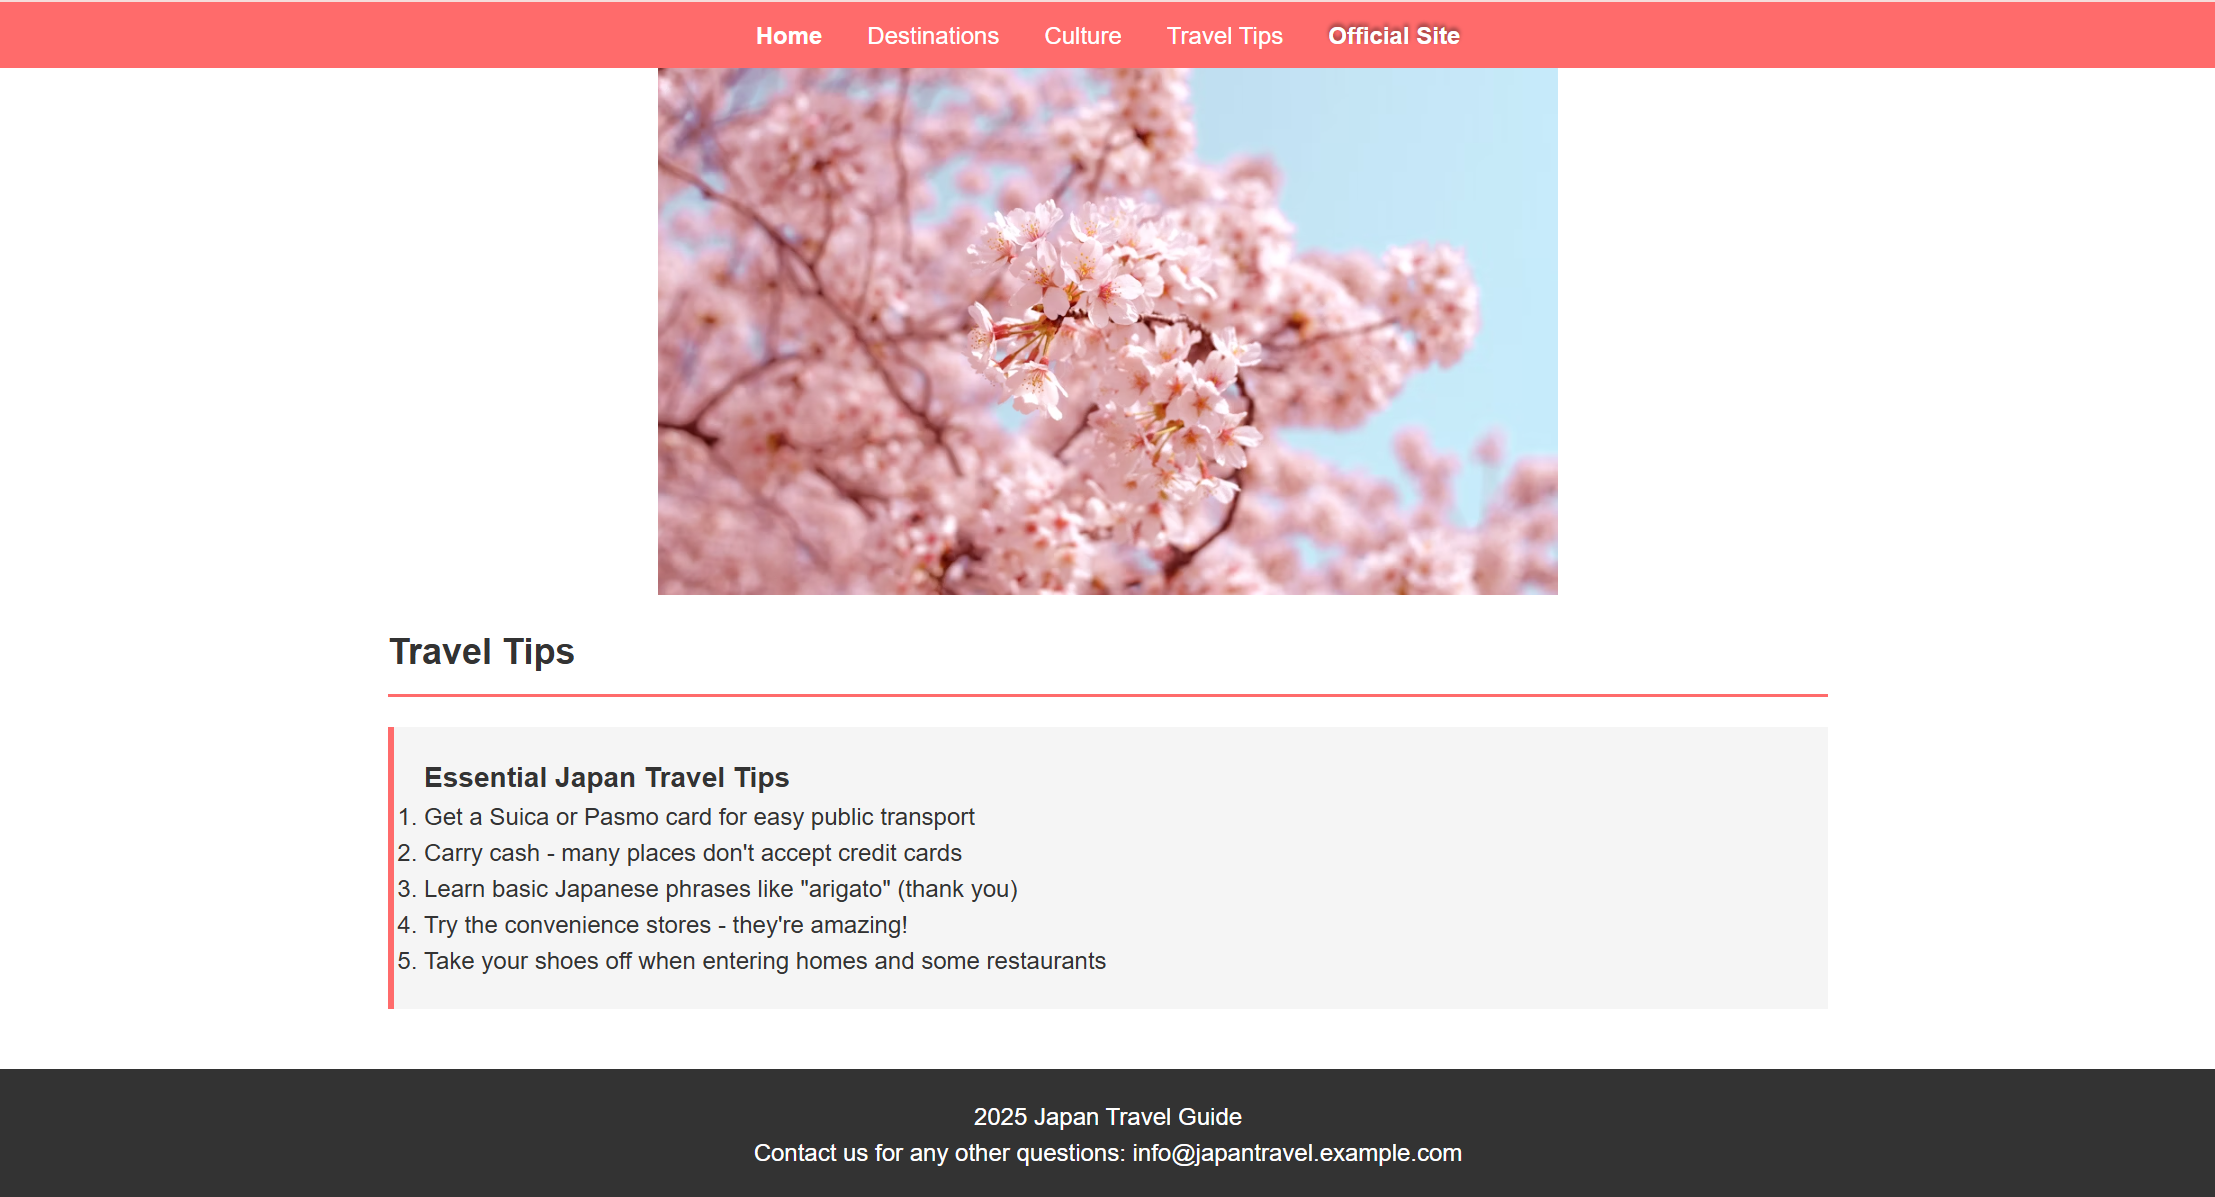 Home Destinations Culture Travel Tips Official Site
Travel Tips
Essential Japan Travel Tips
1. Get a Suica or Pasmo card for easy public transport
2. Carry cash - many places don't accept credit cards
3. Learn basic Japanese phrases like "arigato" (thank you)
4. Try the convenience stores - they're amazing!
5. Take your shoes off when entering homes and some restaurants
2025 Japan Travel Guide
Contact us for any other questions: info@japantravel.example.com